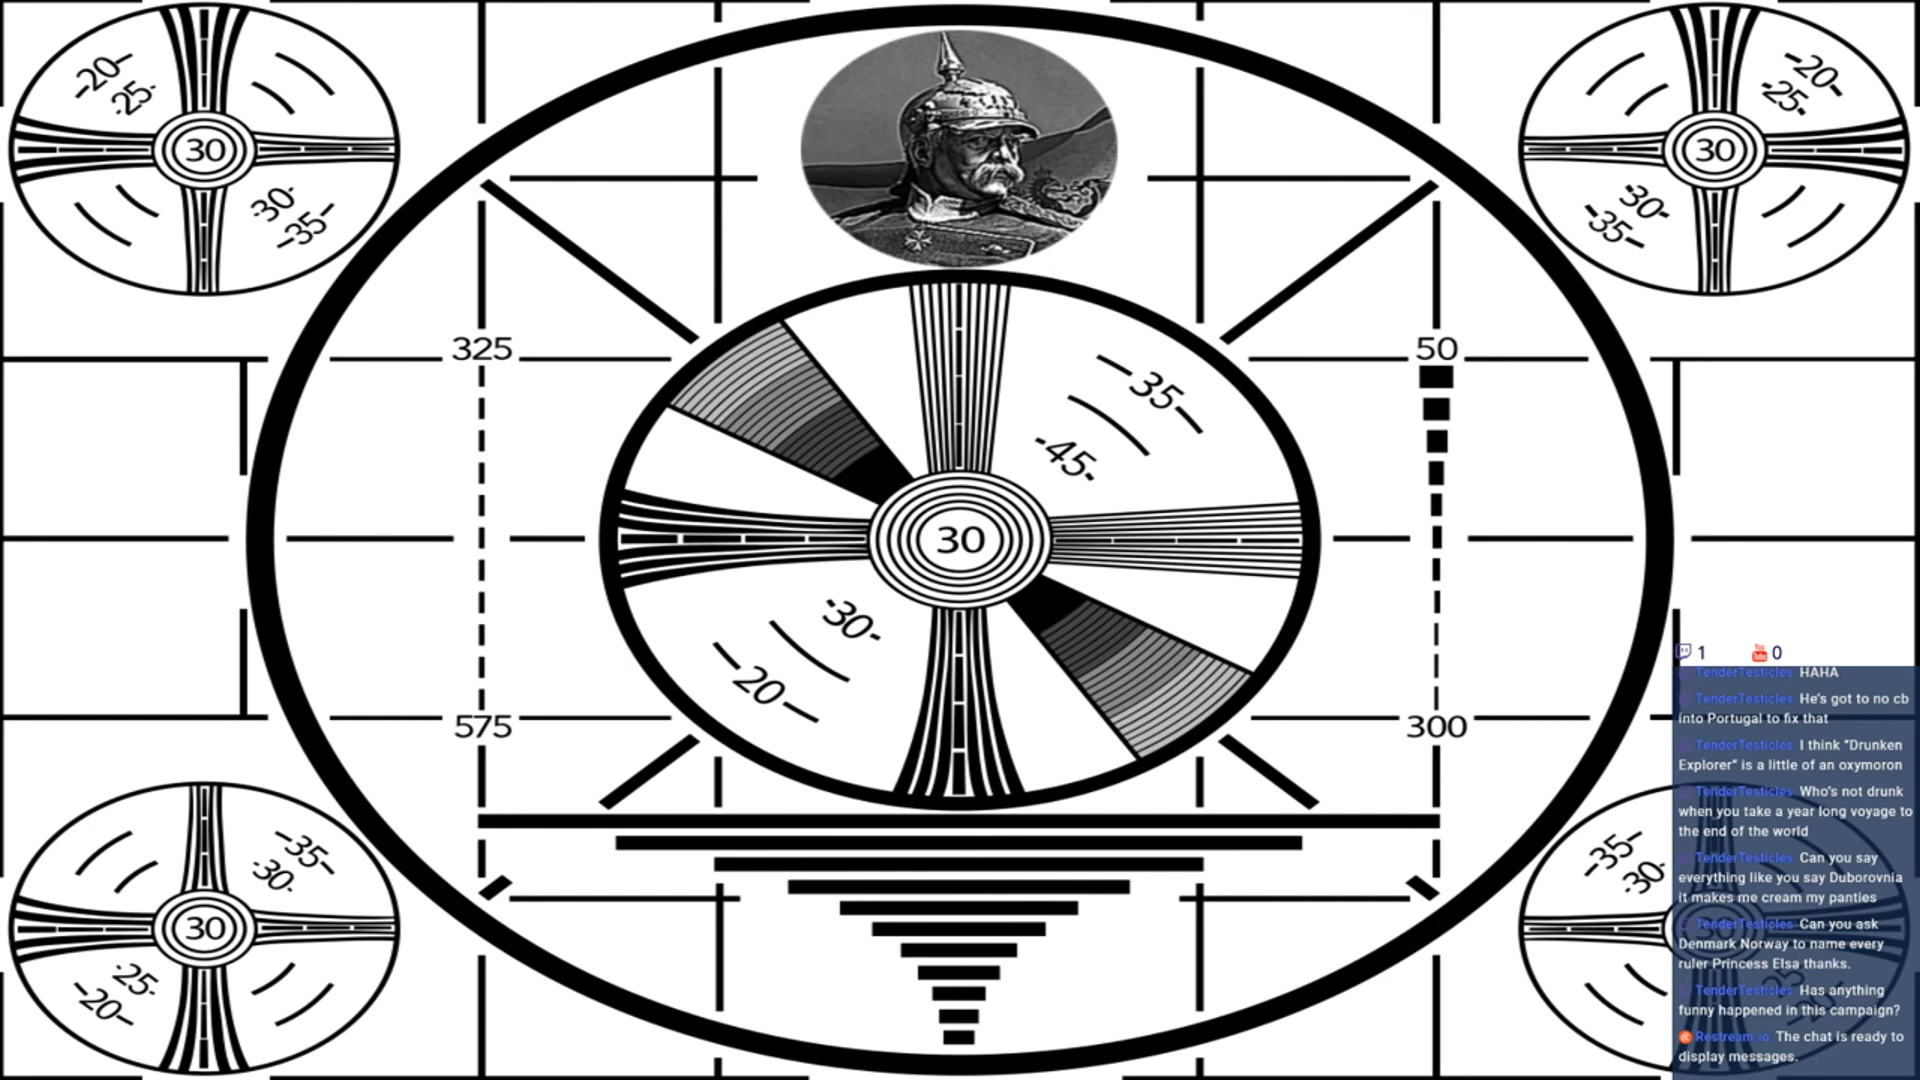 -20-
-25-
30
30-
-35-
-20-
-25-
30
-30-
-35-
325
50
-35-
-45-
30
-30-
-20-
575
300
-35-
-30-
30
-25-
-20-
-35-
30-
1
You Tube
0
TenderTesticles HAHA
TenderTesticles He's got to no cb
into Portugal to fix that
TenderTesticles I think “Drunken
Explorer” is a little of an oxymoron
TenderTesticles Who's not drunk
when you take a year long voyage to
the end of the world
TenderTesticles Can you say
everything like you say Duborovnia
it makes me cream my panties
TenderTesticles Can you ask
Denmark Norway to name every
ruler Princess Elsa thanks.
TenderTesticles Has anything
funny happened in this campaign?
Restream.io The chat is ready to
display messages.